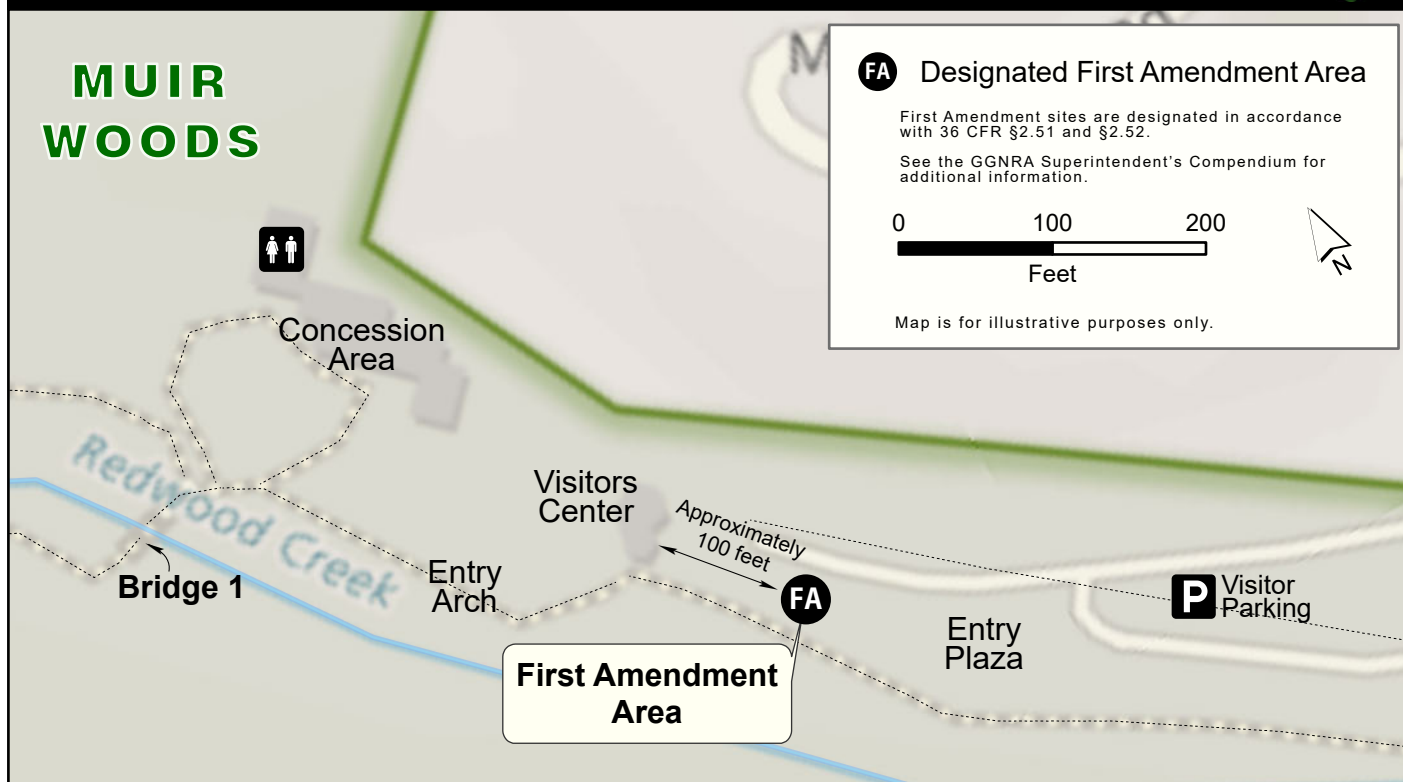 MUIR
WOODS
FA Designated First Amendment Area
First Amendment sites are designated in accordance
with 36 CFR §2.51 and §2.52.
See the GGNRA Superintendent's Compendium for
additional information.
0 100 200
Feet
N
Map is for illustrative purposes only.
Concession
Area
Redwood Creek
Visitors
Center
Approximately
100 feet
Entry
Arch
Bridge 1
FA
P Visitor
Parking
Entry
Plaza
First Amendment
Area